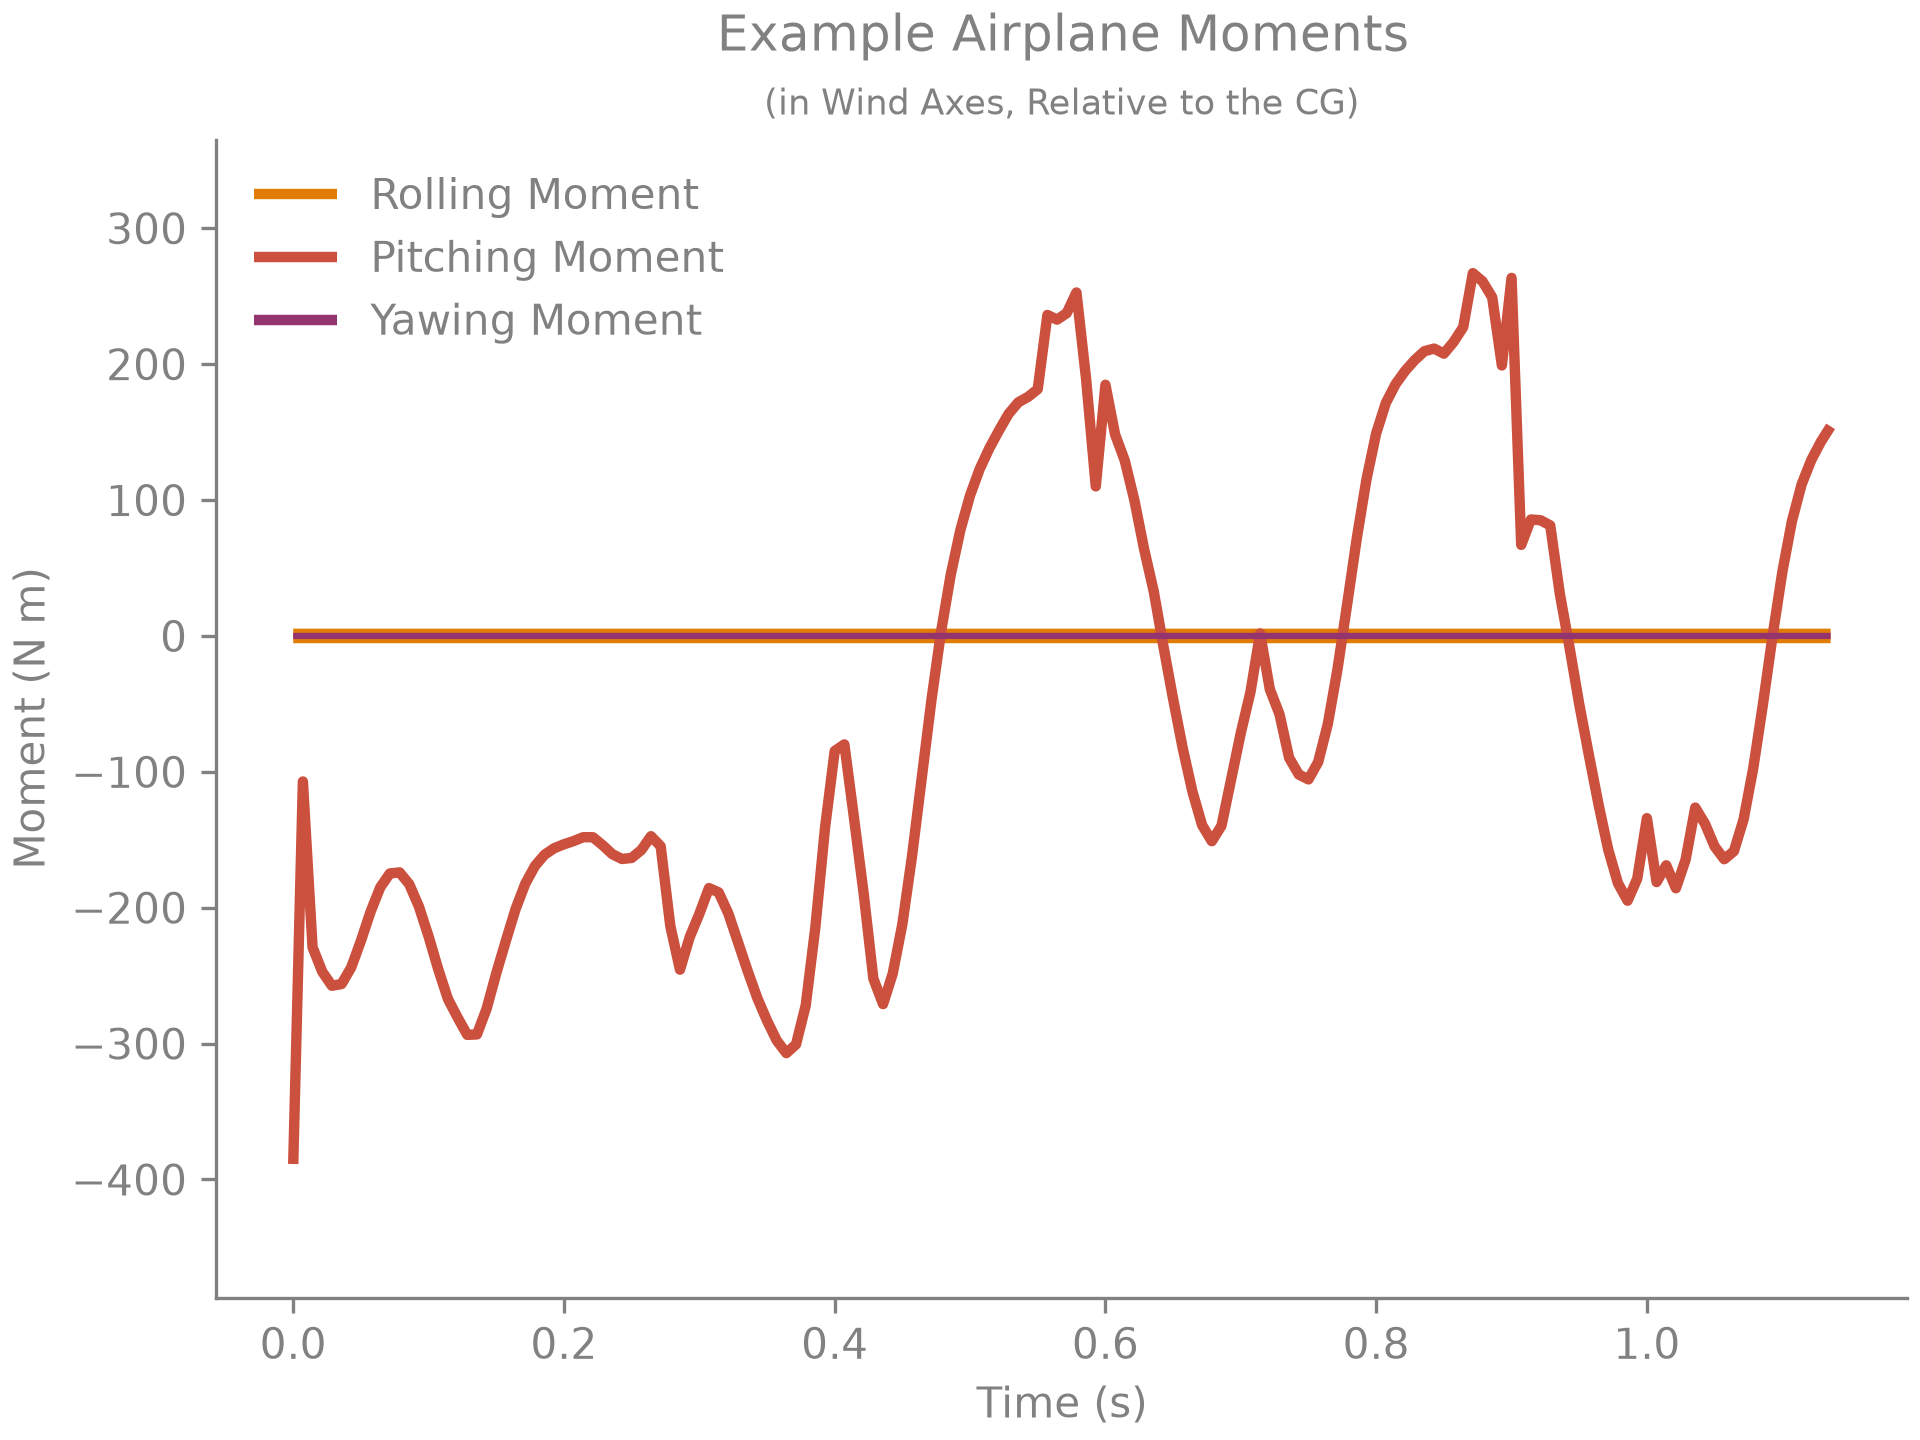 Example Airplane Moments
(in Wind Axes, Relative to the CG)
Rolling Moment
Pitching Moment
Yawing Moment
Moment (N m)
300
200
100
0
−100
−200
−300
−400
0.0 0.2 0.4 0.6 0.8 1.0
Time (s)